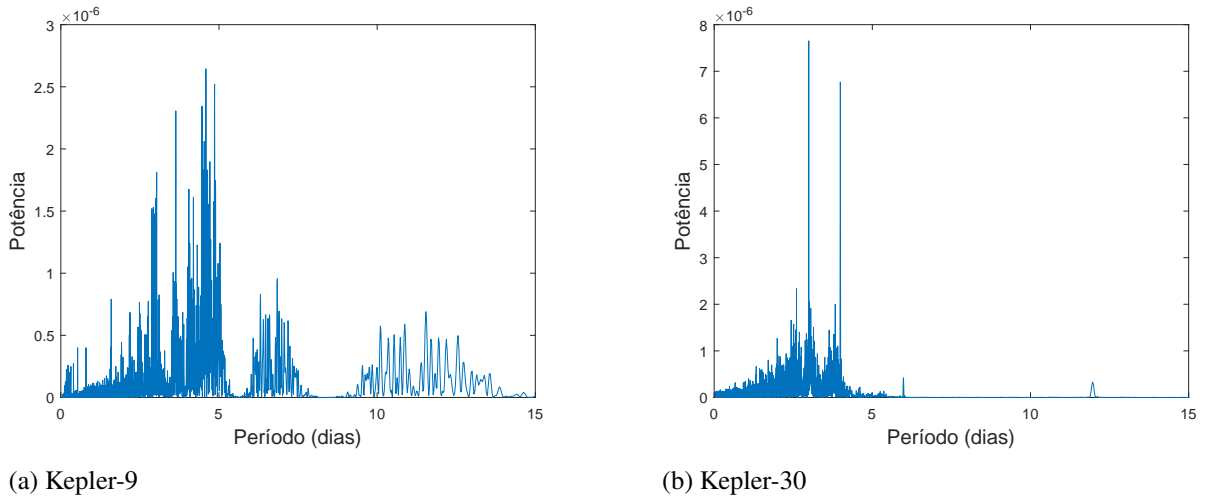 ×10⁻⁶
3
2.5
2
1.5
1
0.5
0
0 5 10 15
Potência
Período (dias)
(a) Kepler-9
×10⁻⁶
8
7
6
5
4
3
2
1
0
0 5 10 15
Potência
Período (dias)
(b) Kepler-30